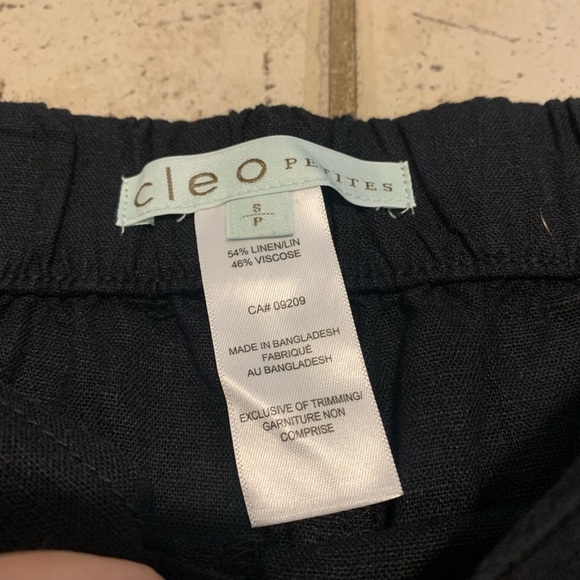 cleo PETITES
S
P
54% LINEN/LIN
46% VISCOSE
CA# 09209
MADE IN BANGLADESH
FABRIQUÉ
AU BANGLADESH
EXCLUSIVE OF TRIMMING/
GARNITURE NON
COMPRISE